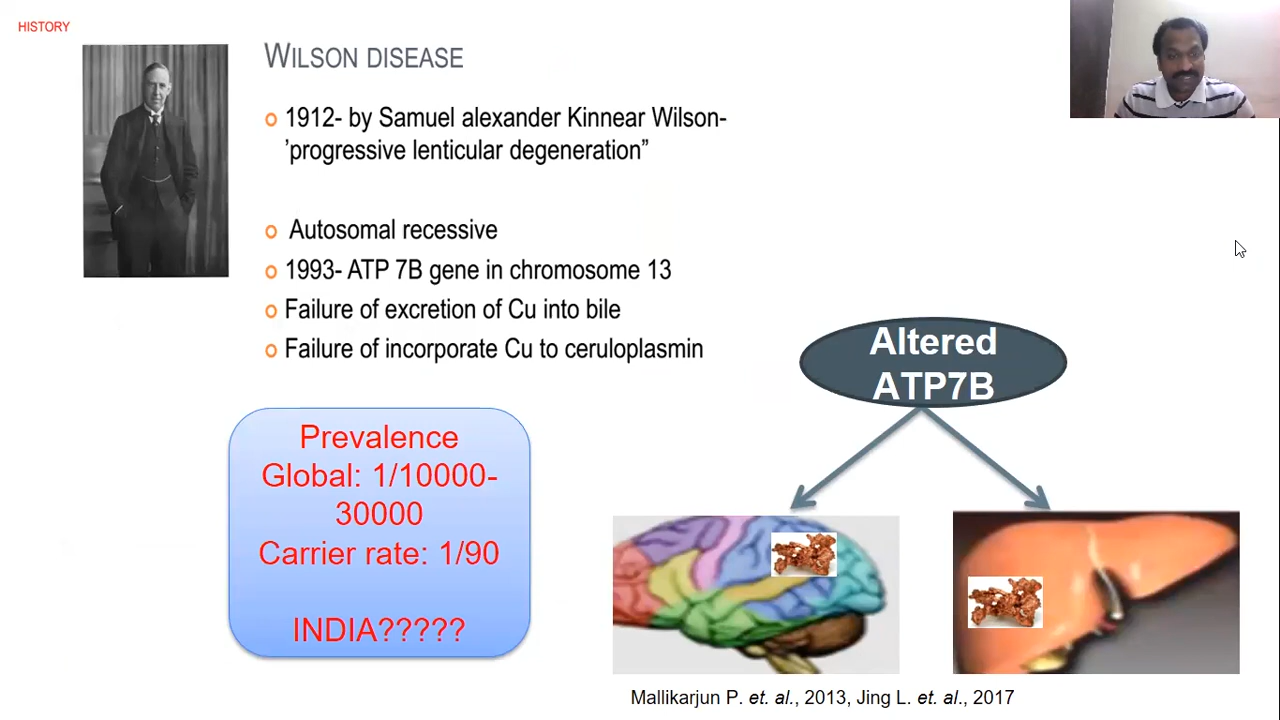 HISTORY
WILSON DISEASE
1912- by Samuel alexander Kinnear Wilson-
'progressive lenticular degeneration”
Autosomal recessive
1993- ATP 7B gene in chromosome 13
Failure of excretion of Cu into bile
Failure of incorporate Cu to ceruloplasmin
Prevalence
Global: 1/10000-
30000
Carrier rate: 1/90
INDIA?????
Altered
ATP7B
Mallikarjun P. et. al., 2013, Jing L. et. al., 2017